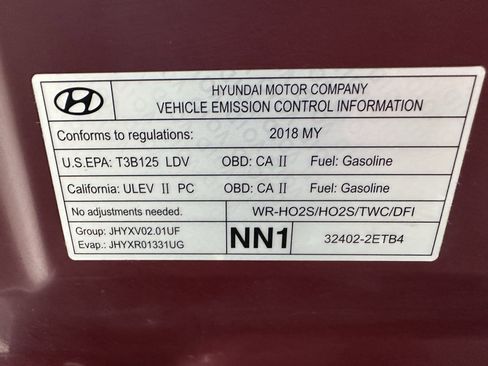 HYUNDAI MOTOR COMPANY
VEHICLE EMISSION CONTROL INFORMATION
Conforms to regulations: 2018 MY
U.S.EPA: T3B125 LDV OBD: CA II Fuel: Gasoline
California: ULEV II PC OBD: CA II Fuel: Gasoline
No adjustments needed. WR-HO2S/HO2S/TWC/DFI
Group: JHYXV02.01UF
Evap.: JHYXR01331UG
NN1
32402-2ETB4